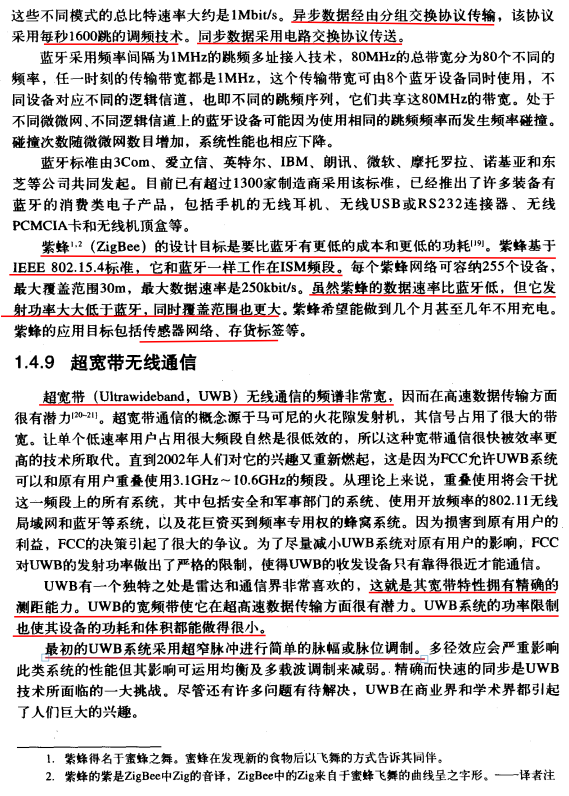 这些不同模式的总比特速率大约是1Mbit/s。异步数据经由分组交换协议传输，该协议
采用每秒1600跳的调频技术。同步数据采用电路交换协议传送。
蓝牙采用频率间隔为1MHz的跳频多址接入技术，80MHz的总带宽分为80个不同的
频率，任一时刻的传输带宽都是1MHz，这个传输带宽可由8个蓝牙设备同时使用，不
同设备对应不同的逻辑信道，也即不同的跳频序列，它们共享这80MHz的带宽。处于
不同微微网、不同逻辑信道上的蓝牙设备可能因为使用相同的跳频频率而发生频率碰撞。
碰撞次数随微微网数目增加，系统性能也相应下降。
蓝牙标准由3Com、爱立信、英特尔、IBM、朗讯、微软、摩托罗拉、诺基亚和东
芝等公司共同发起。目前已有超过1300家制造商采用该标准，已经推出了许多装备有
蓝牙的消费类电子产品，包括手机的无线耳机、无线USB或RS232连接器、无线
PCMCIA卡和无线机顶盒等。
紫蜂1,2（ZigBee）的设计目标是要比蓝牙有更低的成本和更低的功耗[19]。紫蜂基于
IEEE 802.15.4标准，它和蓝牙一样工作在ISM频段。每个紫蜂网络可容纳255个设备，
最大覆盖范围30m，最大数据速率是250kbit/s。虽然紫蜂的数据速率比蓝牙低，但它发
射功率大大低于蓝牙，同时覆盖范围也更大。紫蜂希望能做到几个月甚至几年不用充电。
紫蜂的应用目标包括传感器网络、存货标签等。
1.4.9 超宽带无线通信
超宽带（Ultrawideband，UWB）无线通信的频谱非常宽，因而在高速数据传输方面
很有潜力[20~21]。超宽带通信的概念源于马可尼的火花隙发射机，其信号占用了很大的带
宽。让单个低速率用户占用很大频段自然是很低效的，所以这种宽带通信很快被效率更
高的技术所取代。直到2002年人们对它的兴趣又重新燃起，这是因为FCC允许UWB系统
可以和原有用户重叠使用3.1GHz～10.6GHz的频段。从理论上来说，重叠使用将会干扰
这一频段上的所有系统，其中包括安全和军事部门的系统、使用开放频率的802.11无线
局域网和蓝牙等系统，以及花巨资买到频率专用权的蜂窝系统。因为损害到原有用户的
利益，FCC的决策引起了很大的争议。为了尽量减小UWB系统对原有用户的影响，FCC
对UWB的发射功率做出了严格的限制，使得UWB的收发设备只有靠得很近才能通信。
UWB有一个独特之处是雷达和通信界非常喜欢的，这就是其宽带特性拥有精确的
测距能力。UWB的宽频带使它在超高速数据传输方面很有潜力。UWB系统的功率限制
也使其设备的功耗和体积都能做得很小。
最初的UWB系统采用超窄脉冲进行简单的脉幅或脉位调制。多径效应会严重影响
此类系统的性能但其影响可运用均衡及多载波调制来减弱。精确而快速的同步是UWB
技术所面临的一大挑战。尽管还有许多问题有待解决，UWB在商业界和学术界都引起
了人们巨大的兴趣。
1. 紫蜂得名于蜜蜂之舞。蜜蜂在发现新的食物后以飞舞的方式告诉其同伴。
2. 紫蜂的紫是ZigBee中Zig的音译，ZigBee中的Zig来自于蜜蜂飞舞的曲线呈之字形。——译者注